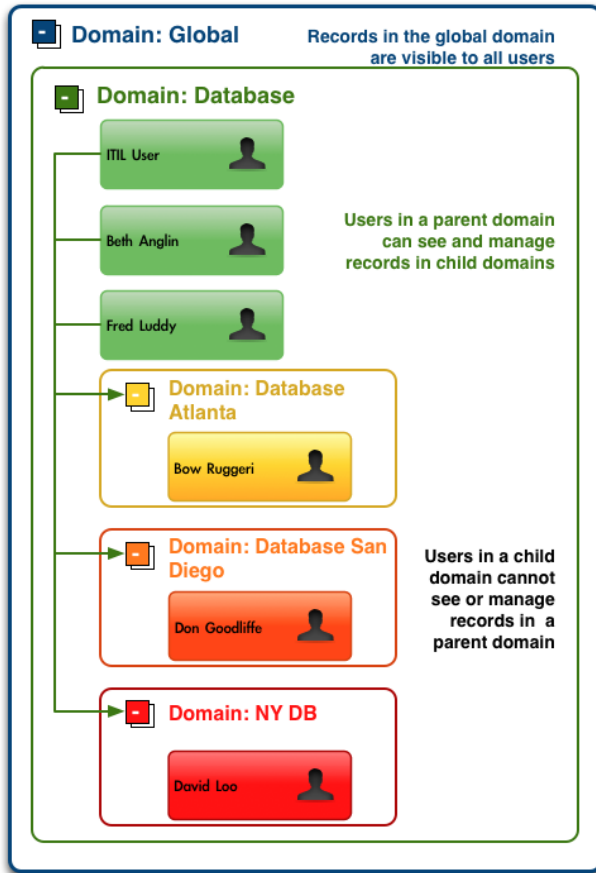 Domain: Global
Records in the global domain
are visible to all users
Domain: Database
ITIL User
Beth Anglin
Users in a parent domain
can see and manage
records in child domains
Fred Luddy
Domain: Database
Atlanta
Bow Ruggeri
Domain: Database San
Diego
Don Goodliffe
Users in a child
domain cannot
see or manage
records in a
parent domain
Domain: NY DB
David Loo